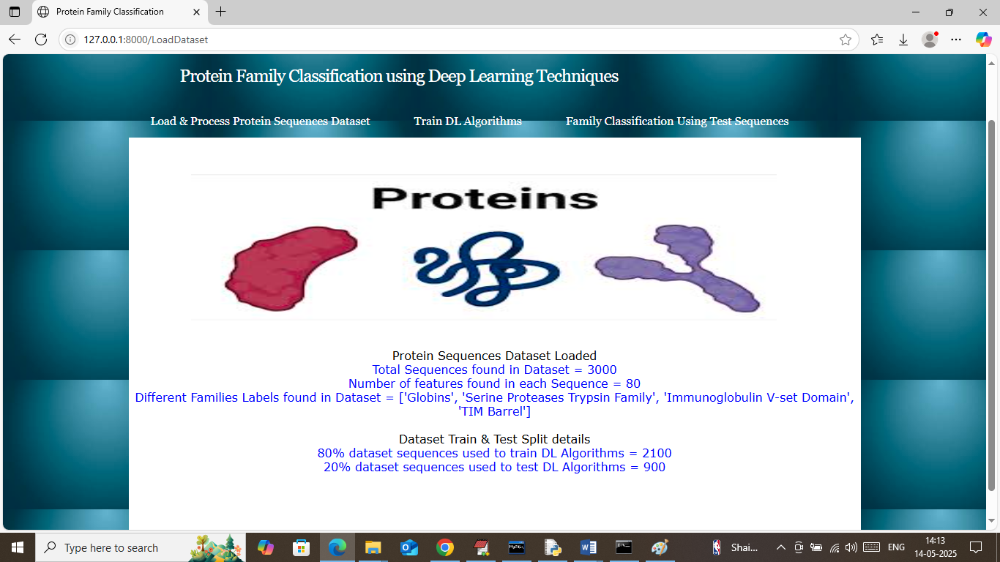 Protein Family Classification
127.0.0.1:8000/LoadDataset
Protein Family Classification using Deep Learning Techniques
Load & Process Protein Sequences Dataset
Train DL Algorithms
Family Classification Using Test Sequences
Proteins
Protein Sequences Dataset Loaded
Total Sequences found in Dataset = 3000
Number of features found in each Sequence = 80
Different Families Labels found in Dataset = ['Globins', 'Serine Proteases Trypsin Family', 'Immunoglobulin V-set Domain',
'TIM Barrel']
Dataset Train & Test Split details
80% dataset sequences used to train DL Algorithms = 2100
20% dataset sequences used to test DL Algorithms = 900
Type here to search
Shai...
ENG
14:13
14-05-2025